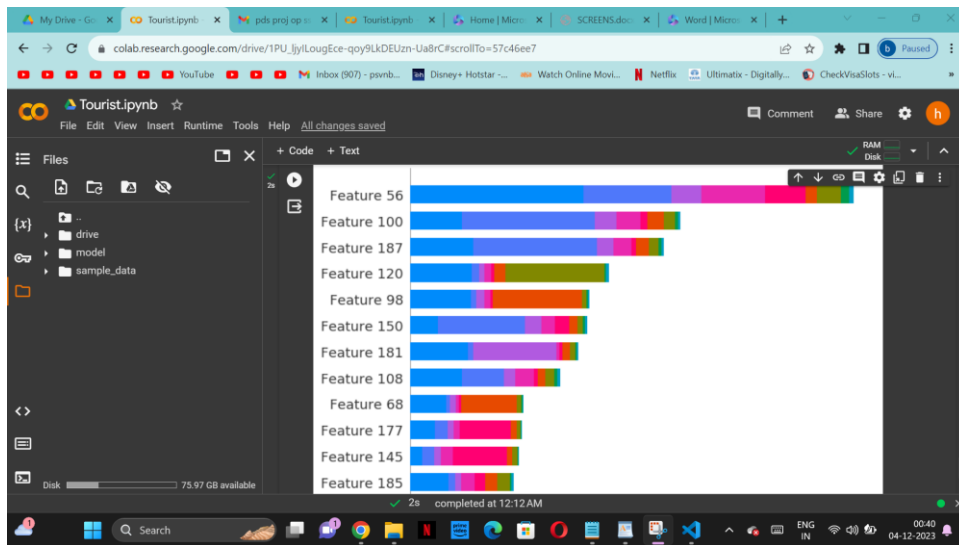 My Drive - Go
Tourist.ipynb -
pds proj op ss
Tourist.ipynb
Home | Micro
SCREENS.doc
Word | Micros
colab.research.google.com/drive/1PU_ljylLougEce-qoy9LkDEUzn-Ua8rC#scrollTo=57c46ee7
b Paused
YouTube
Inbox (907) - psvnb...
Disney+ Hotstar -...
Watch Online Movi...
Netflix
Ultimatix - Digitally...
CheckVisaSlots - vi...
Tourist.ipynb
File Edit View Insert Runtime Tools Help All changes saved
Comment Share h
Files
+ Code + Text
RAM
Disk
..
drive
model
sample_data
{x}
2s
Feature 56
Feature 100
Feature 187
Feature 120
Feature 98
Feature 150
Feature 181
Feature 108
Feature 68
Feature 177
Feature 145
Feature 185
Disk 75.97 GB available
2s completed at 12:12 AM
Search
ENG
IN
00:40
04-12-2023